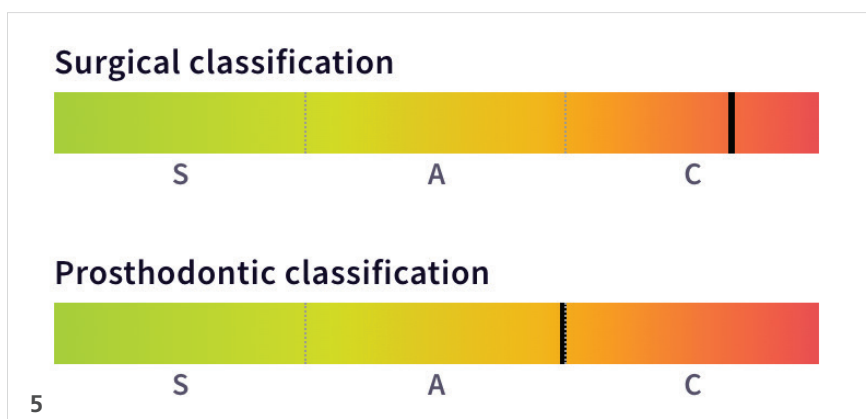 Surgical classification
S A C
Prosthodontic classification
S A C
5